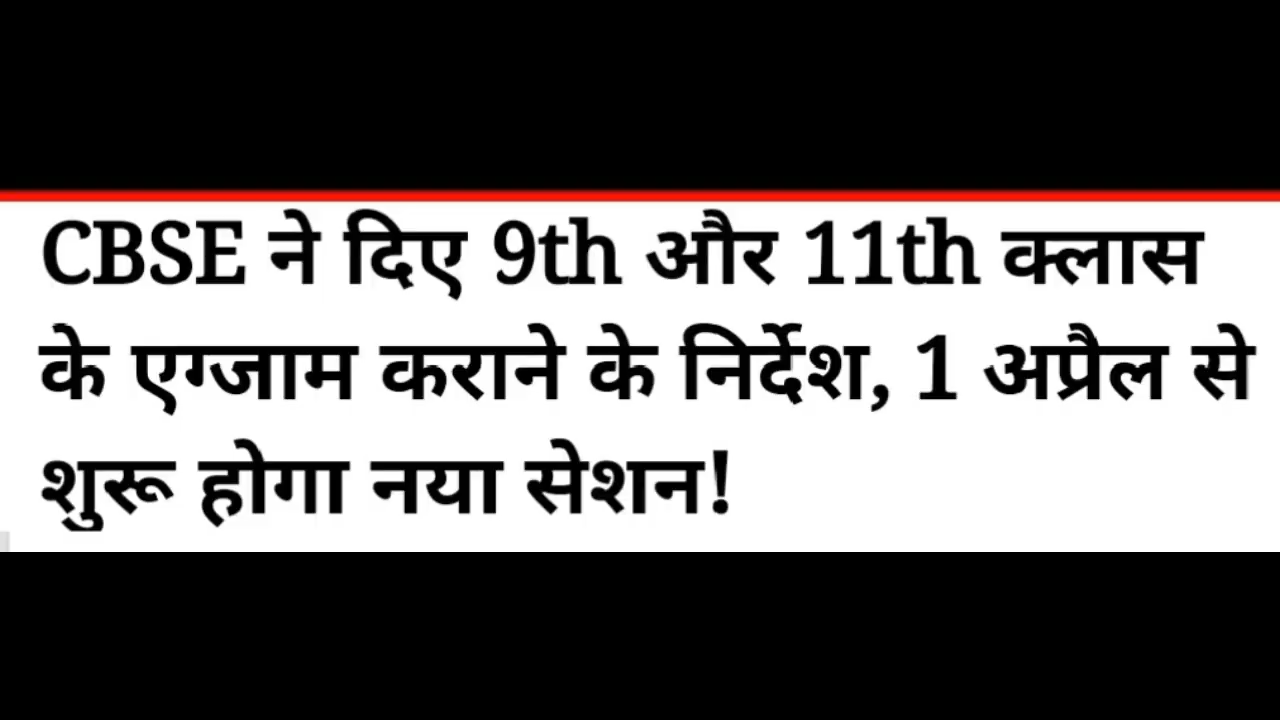 CBSE ने दिए 9th और 11th क्लास
के एग्जाम कराने के निर्देश, 1 अप्रैल से
शुरू होगा नया सेशन!